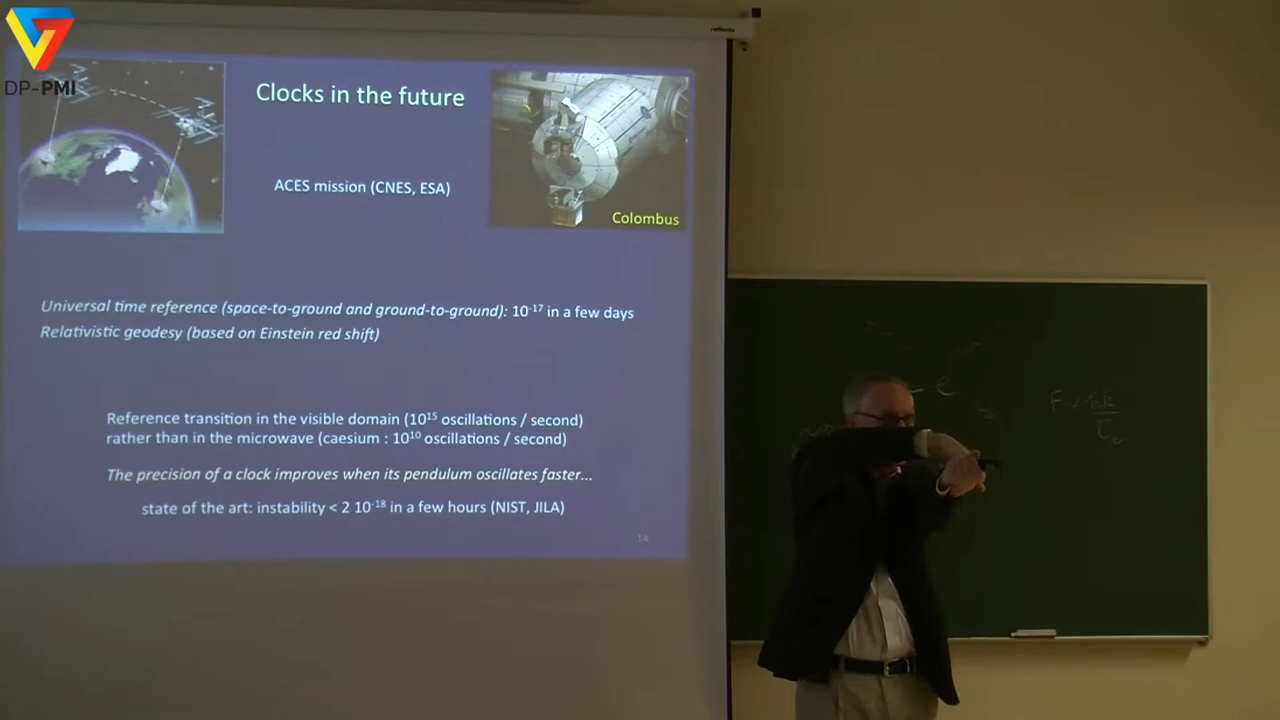 DP-PMI
reflecta
Clocks in the future
ACES mission (CNES, ESA)
Colombus
Universal time reference (space-to-ground and ground-to-ground): 10⁻¹⁷ in a few days
Relativistic geodesy (based on Einstein red shift)
Reference transition in the visible domain (10¹⁵ oscillations / second)
rather than in the microwave (caesium : 10¹⁰ oscillations / second)
The precision of a clock improves when its pendulum oscillates faster...
state of the art: instability < 2 10⁻¹⁸ in a few hours (NIST, JILA)
14
e